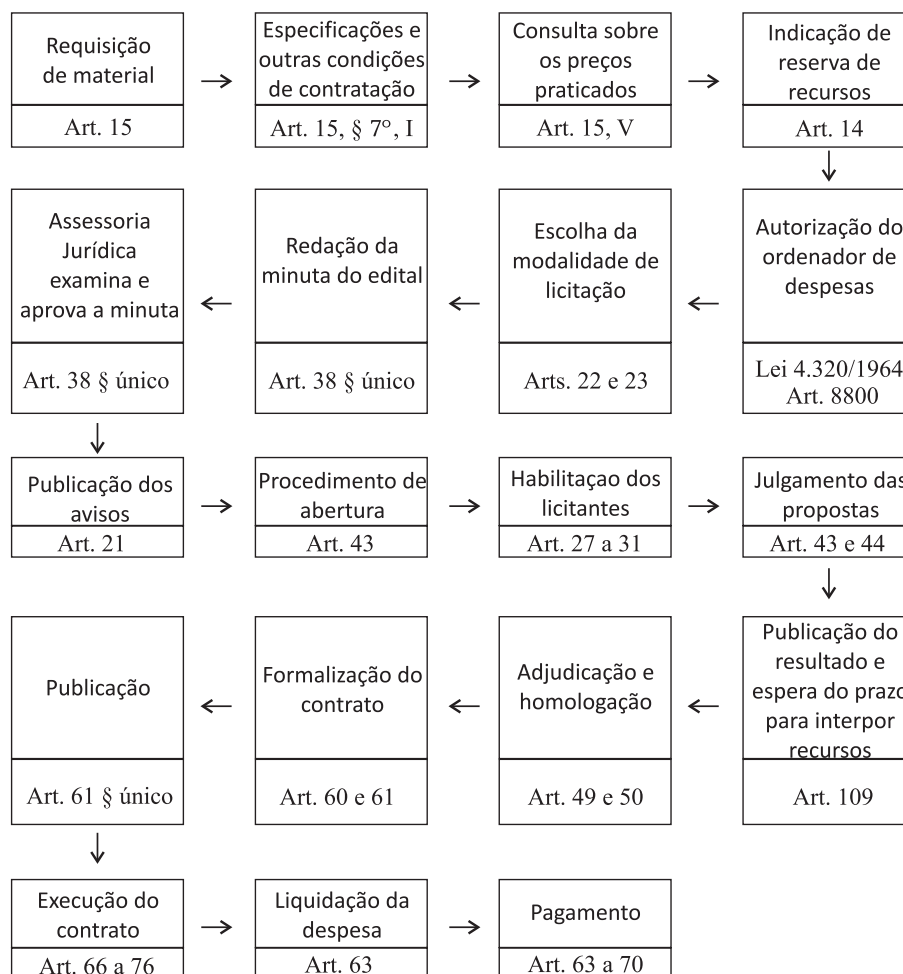 Requisição
de material
Art. 15
Especificações e
outras condições
de contratação
Art. 15, § 7°, I
Consulta sobre
os preços
praticados
Art. 15, V
Indicação de
reserva de
recursos
Art. 14
Autorização do
ordenador de
despesas
Lei 4.320/1964
Art. 8800
Escolha da
modalidade de
licitação
Arts. 22 e 23
Redação da
minuta do edital
Art. 38 § único
Assessoria
Jurídica
examina e
aprova a minuta
Art. 38 § único
Publicação dos
avisos
Art. 21
Procedimento de
abertura
Art. 43
Habilitaçao dos
licitantes
Art. 27 a 31
Julgamento das
propostas
Art. 43 e 44
Publicação do
resultado e
espera do prazo
para interpor
recursos
Art. 109
Adjudicação e
homologação
Art. 49 e 50
Formalização do
contrato
Art. 60 e 61
Publicação
Art. 61 § único
Execução do
contrato
Art. 66 a 76
Liquidação da
despesa
Art. 63
Pagamento
Art. 63 a 70